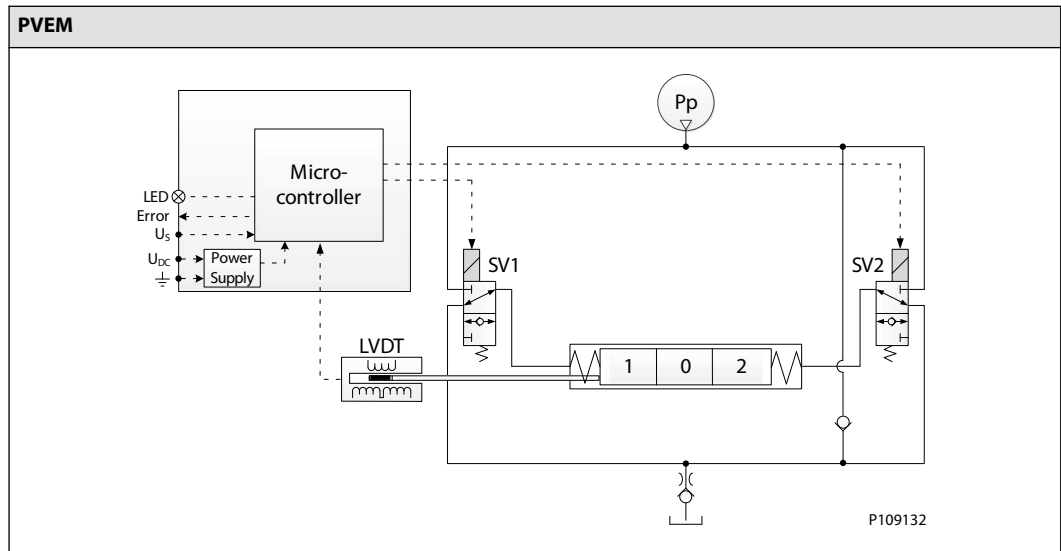 PVEM
Pp
Micro-
controller
LED
Error
US
UDC
Power
Supply
SV1
SV2
LVDT
1 0 2
P109132